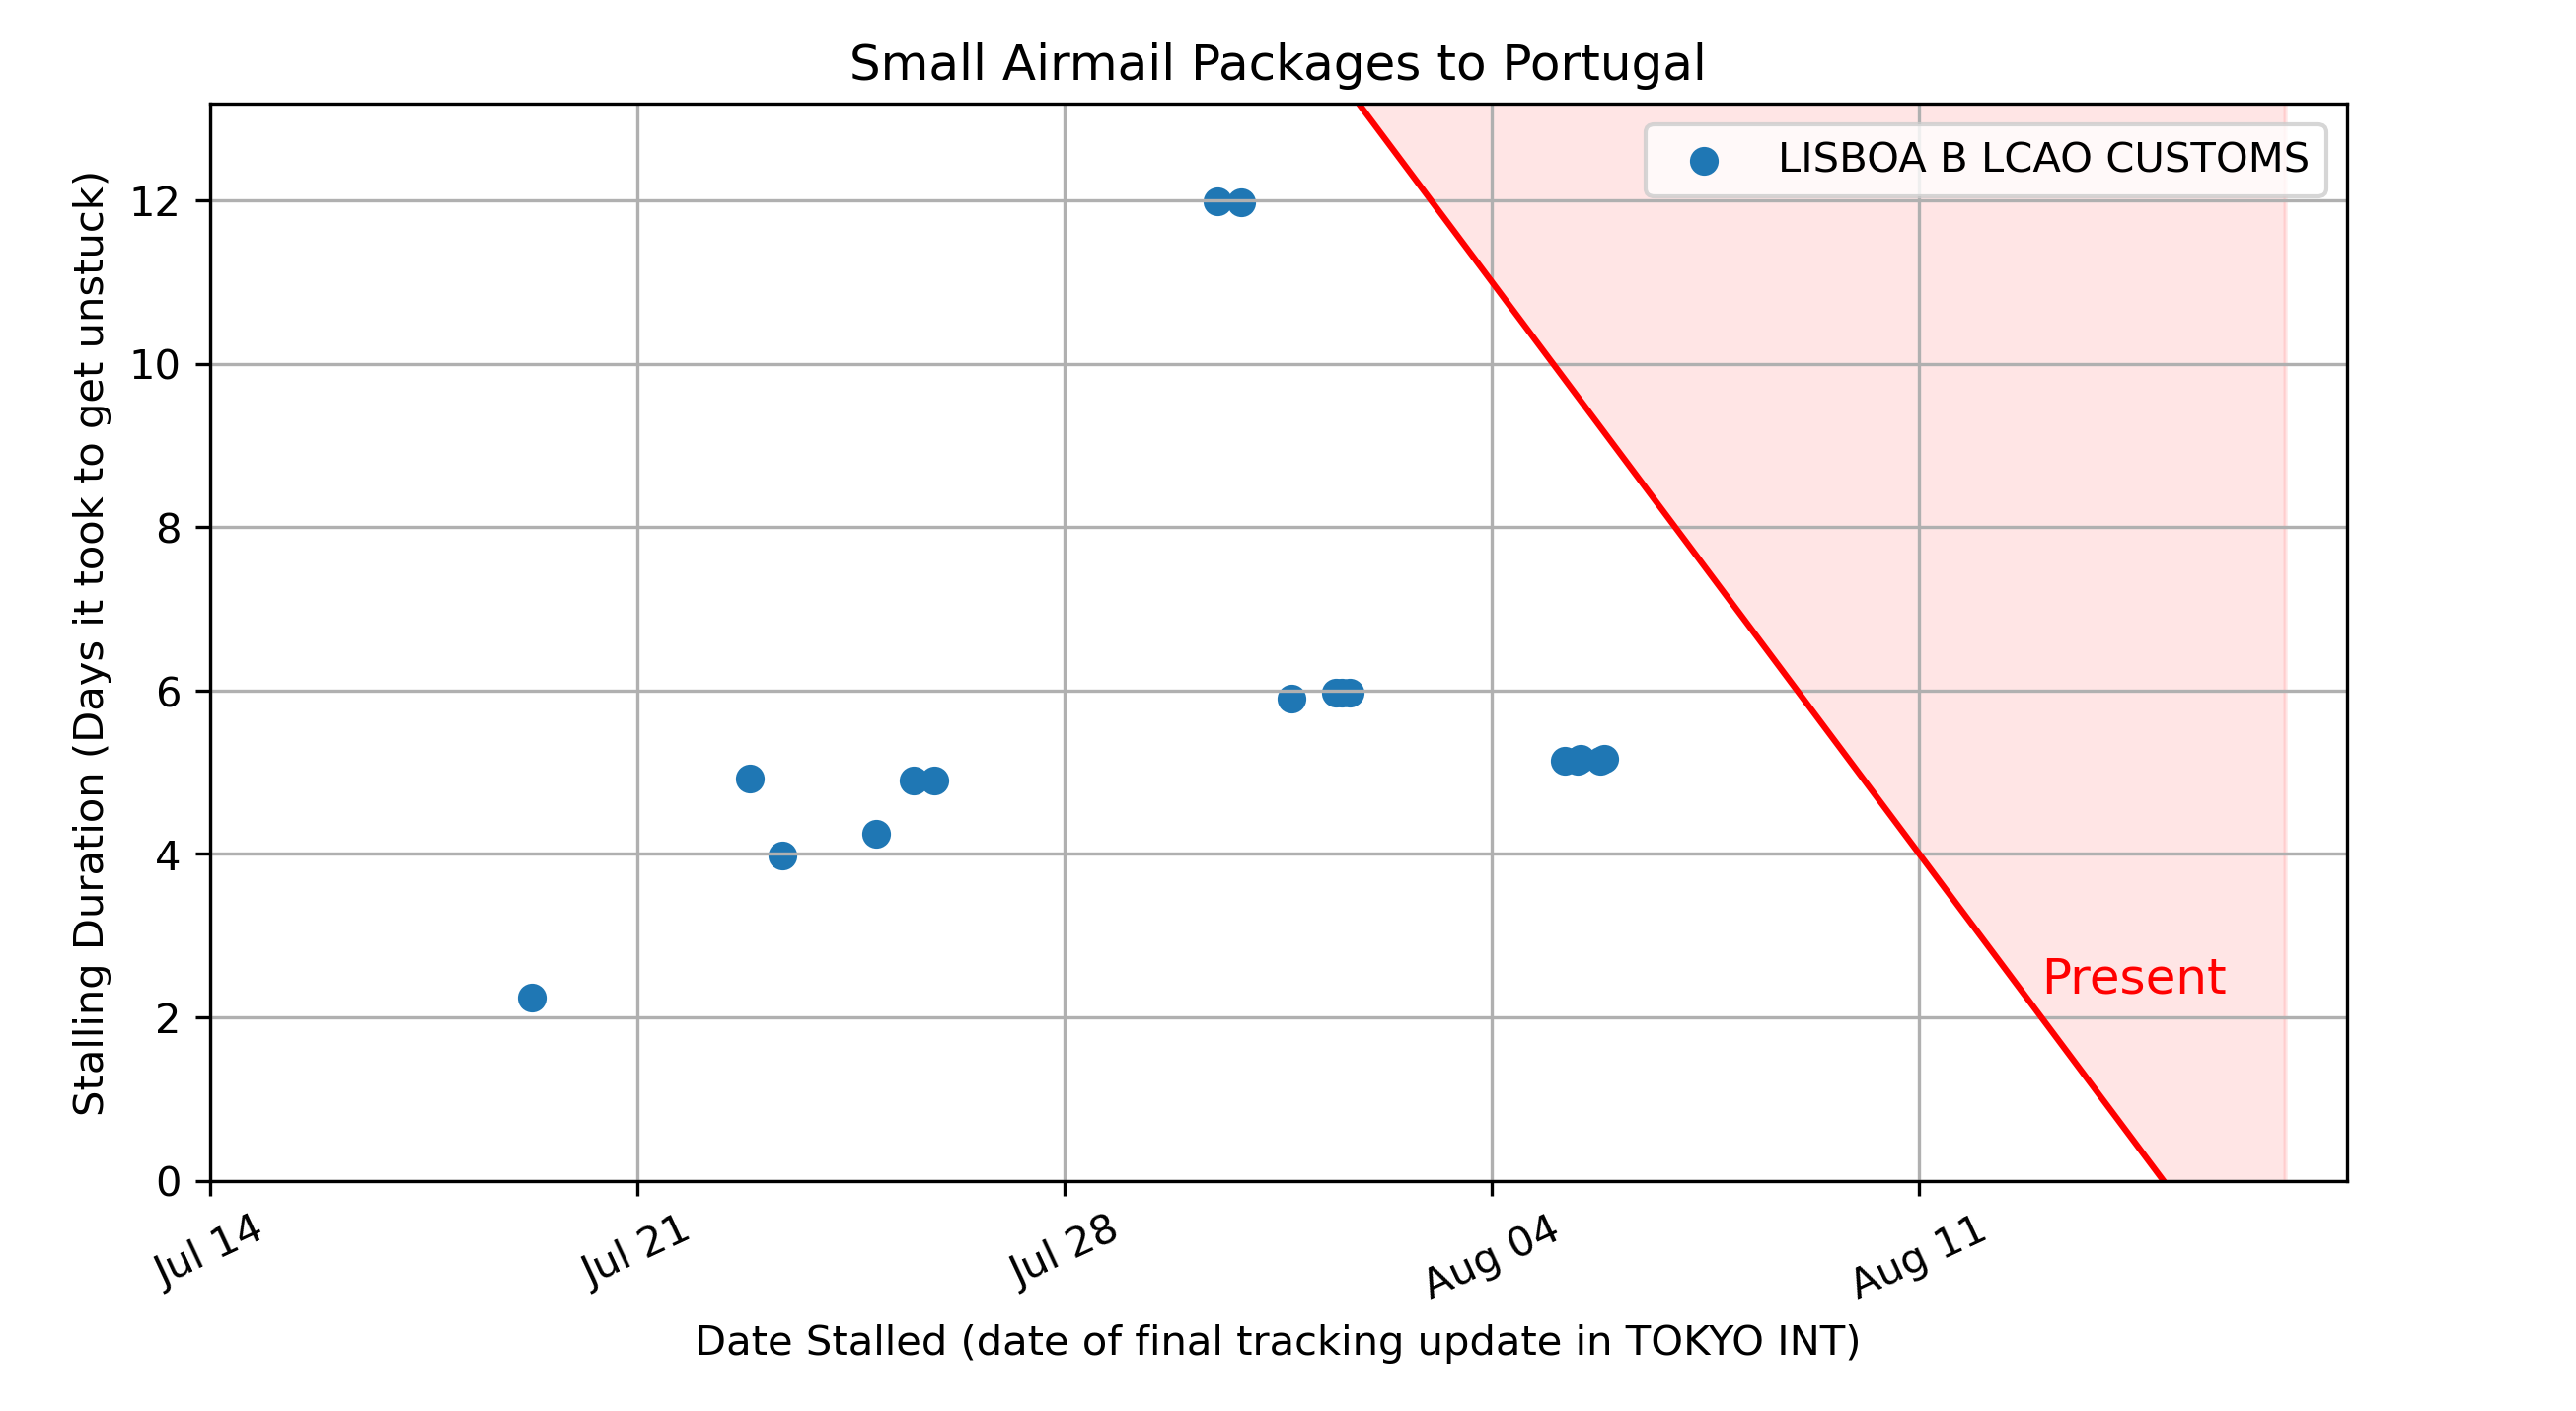 Small Airmail Packages to Portugal
LISBOA B LCAO CUSTOMS
Stalling Duration (Days it took to get unstuck)
12
10
8
6
4
2
0
Present
Jul 14
Jul 21
Jul 28
Aug 04
Aug 11
Date Stalled (date of final tracking update in TOKYO INT)